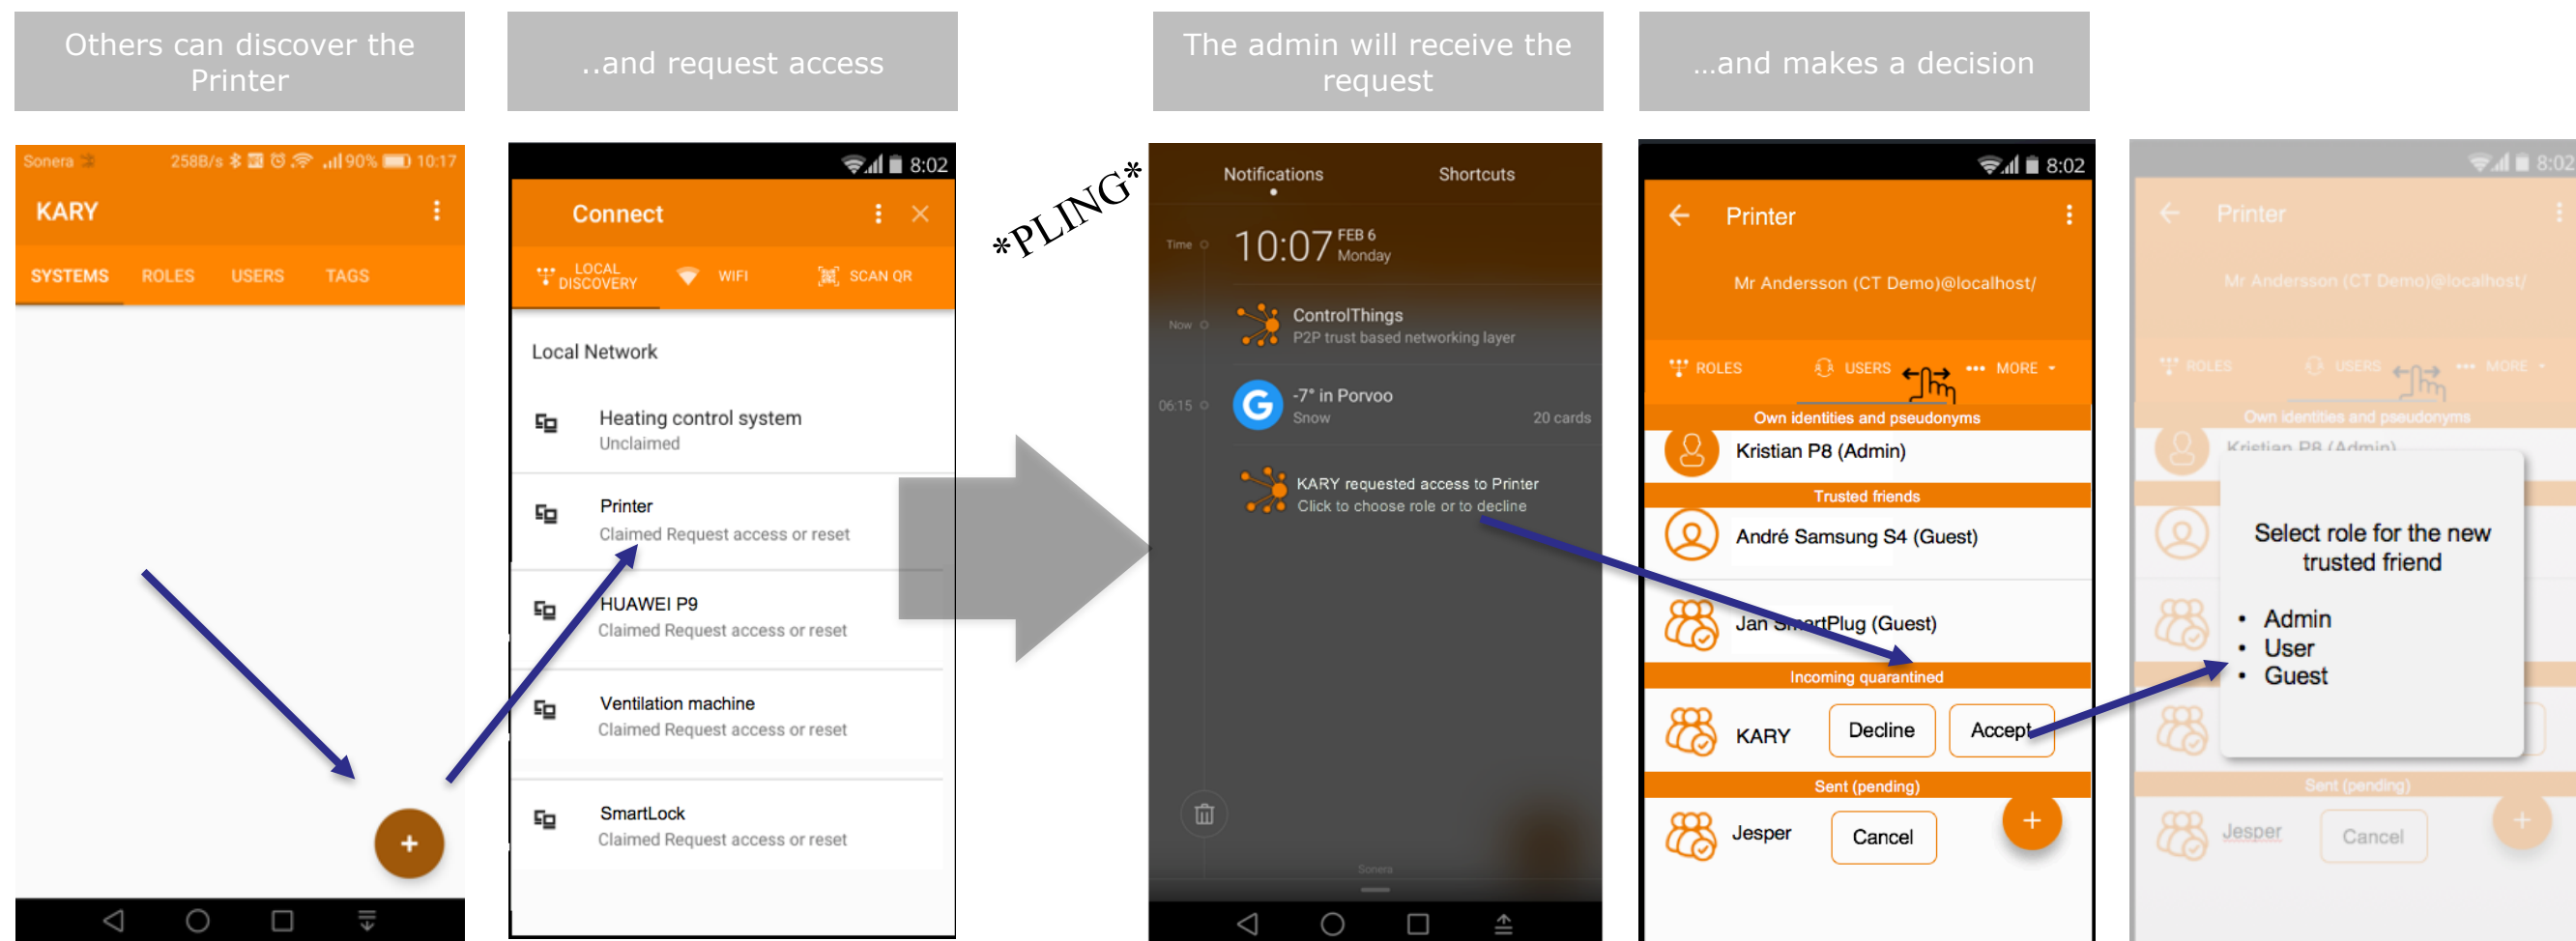 Others can discover the
Printer
..and request access
The admin will receive the
request
...and makes a decision
Sonera
258B/s
90%
10:17
KARY
SYSTEMS
ROLES
USERS
TAGS
8:02
Connect
LOCAL
DISCOVERY
WIFI
SCAN QR
Local Network
Heating control system
Unclaimed
Printer
Claimed Request access or reset
HUAWEI P9
Claimed Request access or reset
Ventilation machine
Claimed Request access or reset
SmartLock
Claimed Request access or reset
*PLING*
Notifications
Shortcuts
Time
10:07
FEB 6
Monday
Now
ControlThings
P2P trust based networking layer
06:15
G
-7° in Porvoo
Snow
20 cards
KARY requested access to Printer
Click to choose role or to decline
Sonera
8:02
Printer
Mr Andersson (CT Demo)@localhost/
ROLES
USERS
MORE
Own identities and pseudonyms
Kristian P8 (Admin)
Trusted friends
André Samsung S4 (Guest)
Jan SmartPlug (Guest)
Incoming quarantined
KARY
Decline
Accept
Sent (pending)
Jesper
Cancel
8:02
Printer
Mr Andersson (CT Demo)@localhost/
ROLES
USERS
MORE
Own identities and pseudonyms
Kristian P8 (Admin)
Select role for the new
trusted friend
• Admin
• User
• Guest
Sent (pending)
Jesper
Cancel